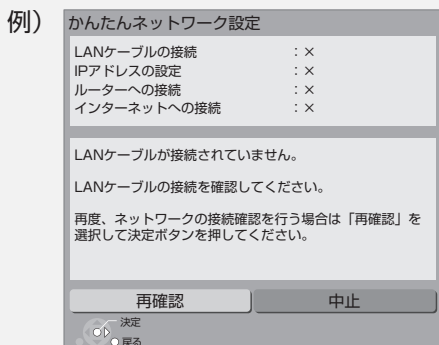 例）
かんたんネットワーク設定
LANケーブルの接続 ：×
IPアドレスの設定 ：×
ルーターへの接続 ：×
インターネットへの接続 ：×
LANケーブルが接続されていません。
LANケーブルの接続を確認してください。
再度、ネットワークの接続確認を行う場合は「再確認」を
選択して決定ボタンを押してください。
再確認 中止
決定
戻る